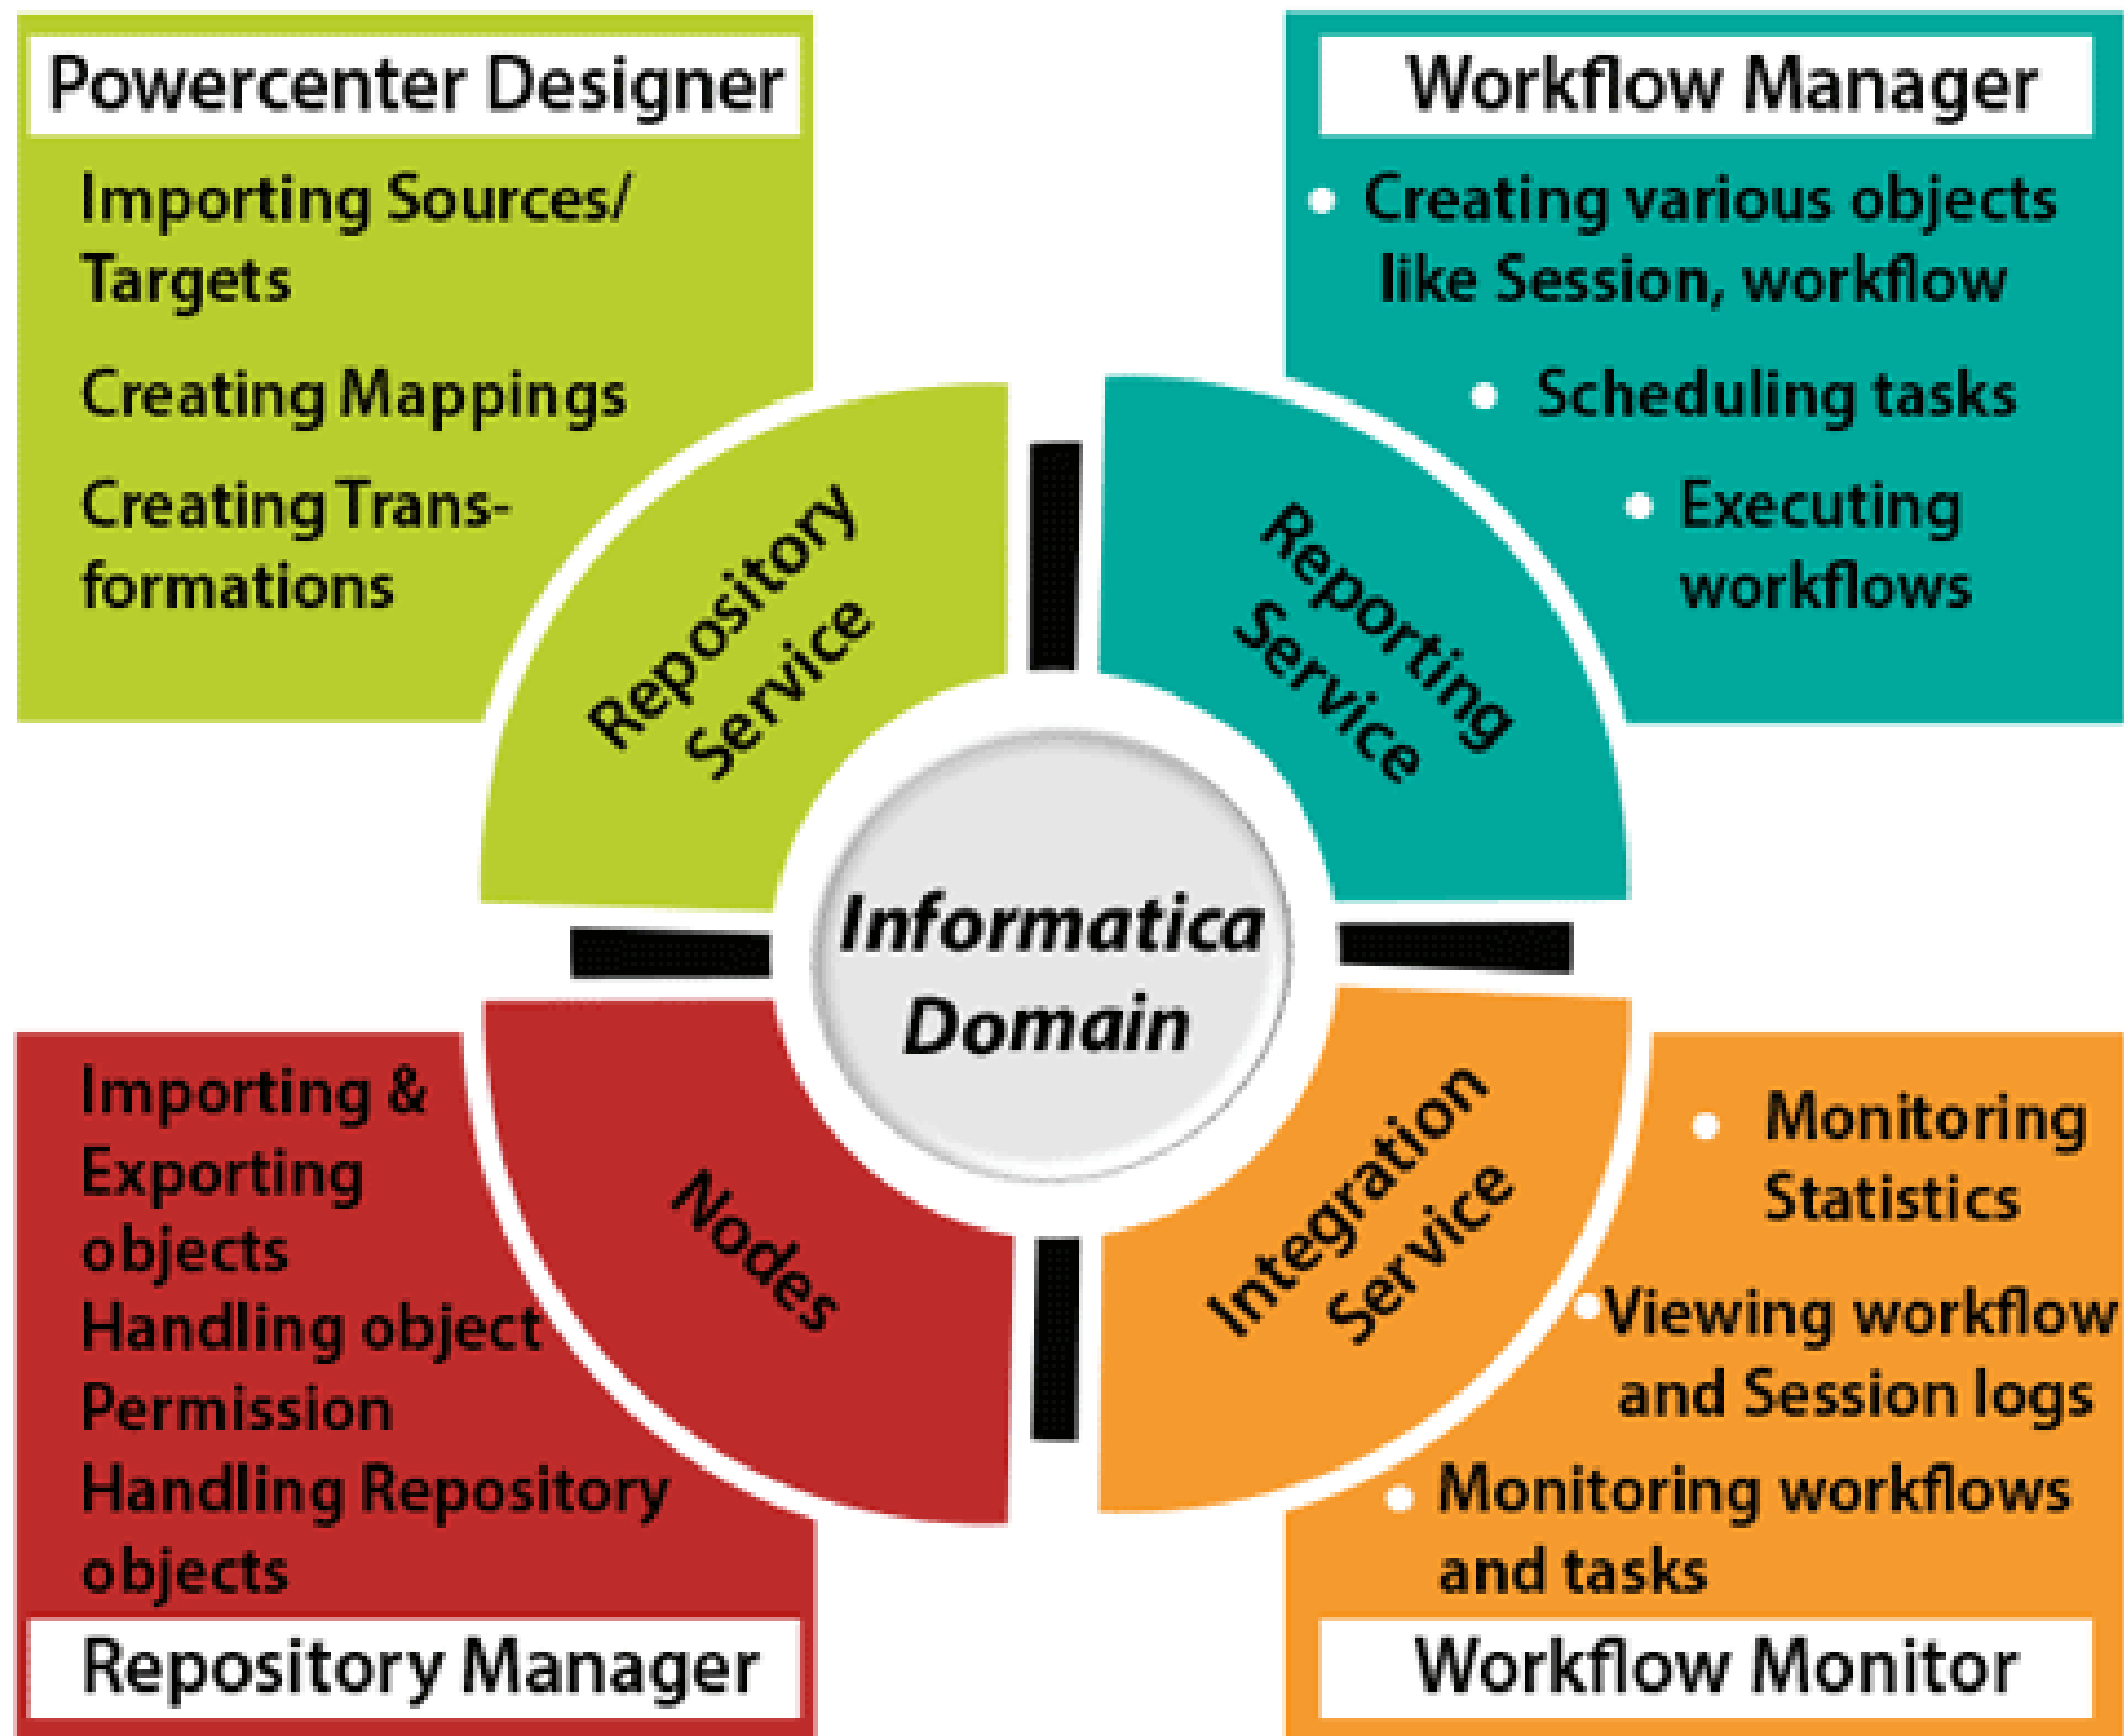 Powercenter Designer
Importing Sources/
Targets
Creating Mappings
Creating Trans-
formations
Workflow Manager
Creating various objects
like Session, workflow
Scheduling tasks
Executing
workflows
Repository
Service
Reporting
Service
Informatica
Domain
Nodes
Integration
Service
Importing &
Exporting
objects
Handling object
Permission
Handling Repository
objects
Repository Manager
Monitoring
Statistics
Viewing workflow
and Session logs
Monitoring workflows
and tasks
Workflow Monitor